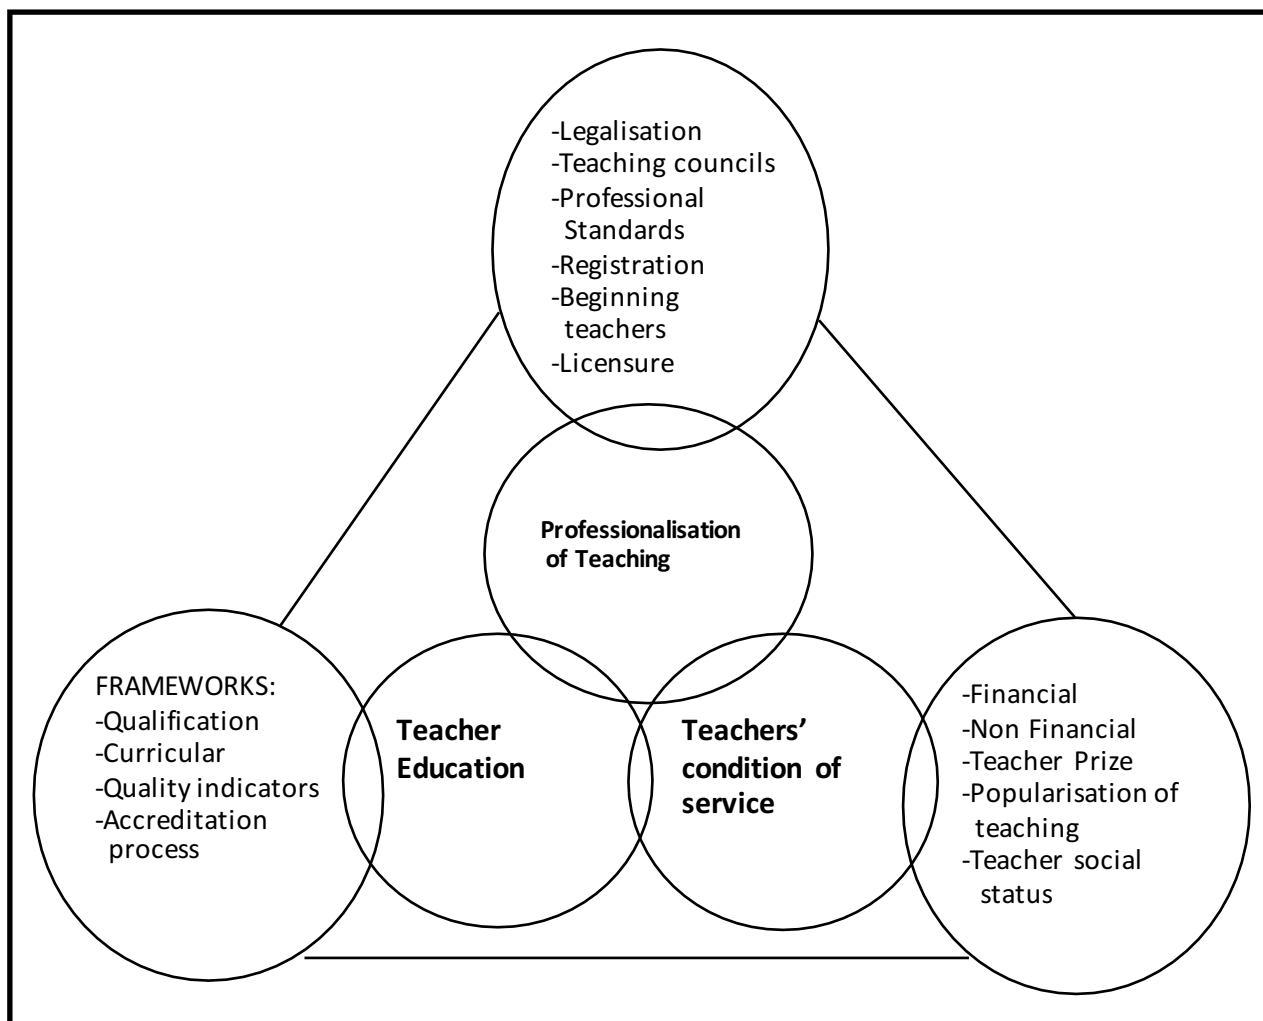 -Legalisation
-Teaching councils
-Professional
Standards
-Registration
-Beginning
teachers
-Licensure
Professionalisation
of Teaching
FRAMEWORKS:
-Qualification
-Curricular
-Quality indicators
-Accreditation
process
Teacher
Education
Teachers’
condition of
service
-Financial
-Non Financial
-Teacher Prize
-Popularisation of
teaching
-Teacher social
status